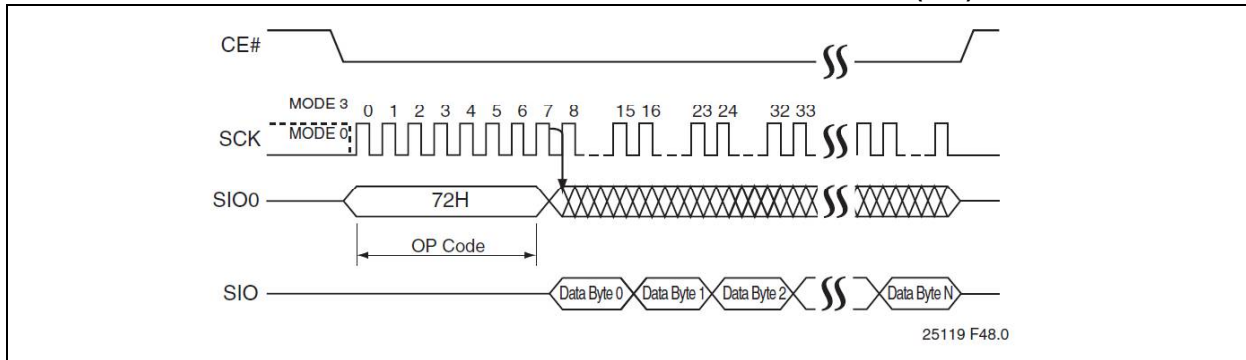 CE#
MODE 3
0 1 2 3 4 5 6 7 8 15 16 23 24 32 33
SCK
MODE 0
SIO0
72H
OP Code
SIO
Data Byte 0 Data Byte 1 Data Byte 2 Data Byte N
25119 F48.0